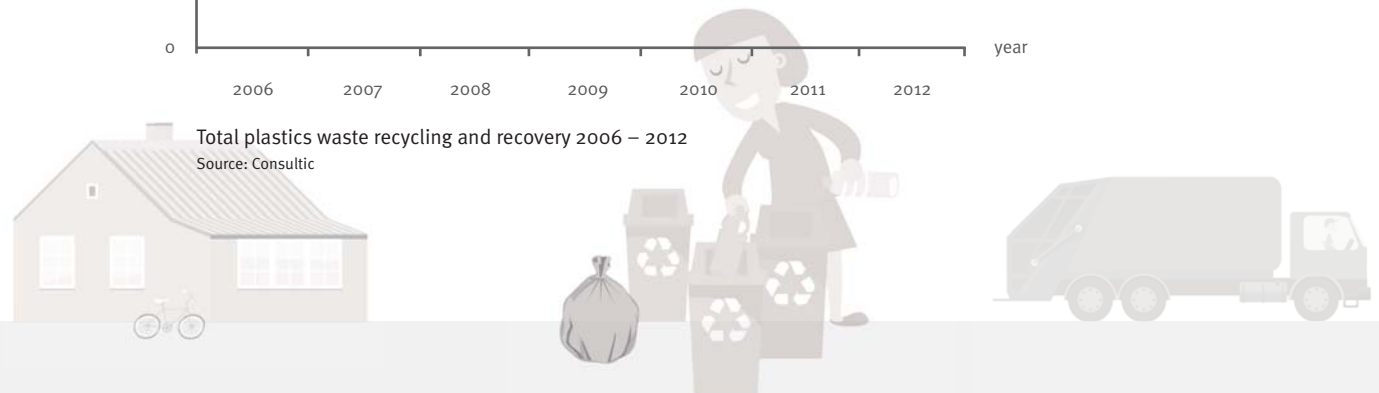 0 year
2006 2007 2008 2009 2010 2011 2012
Total plastics waste recycling and recovery 2006 – 2012
Source: Consultic